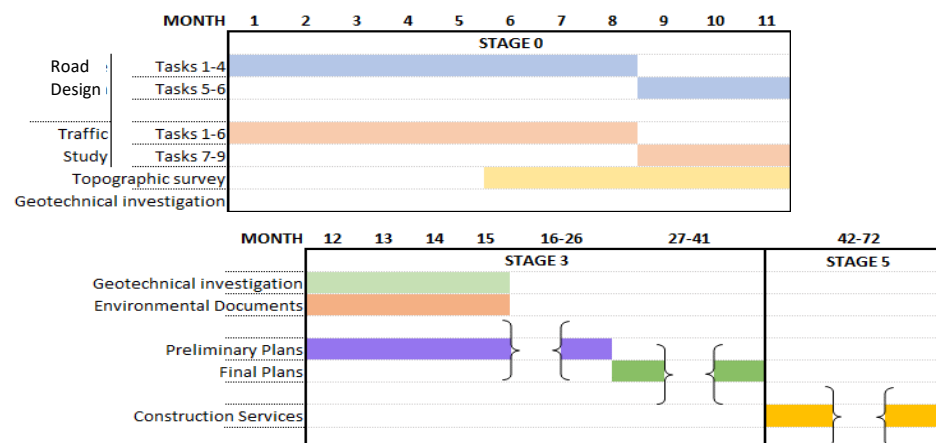 MONTH 1 2 3 4 5 6 7 8 9 10 11
STAGE 0
Road Tasks 1-4
Design Tasks 5-6
Traffic Tasks 1-6
Study Tasks 7-9
Topographic survey
Geotechnical investigation
MONTH 12 13 14 15 16-26 27-41 42-72
STAGE 3 STAGE 5
Geotechnical investigation
Environmental Documents
Preliminary Plans
Final Plans
Construction Services